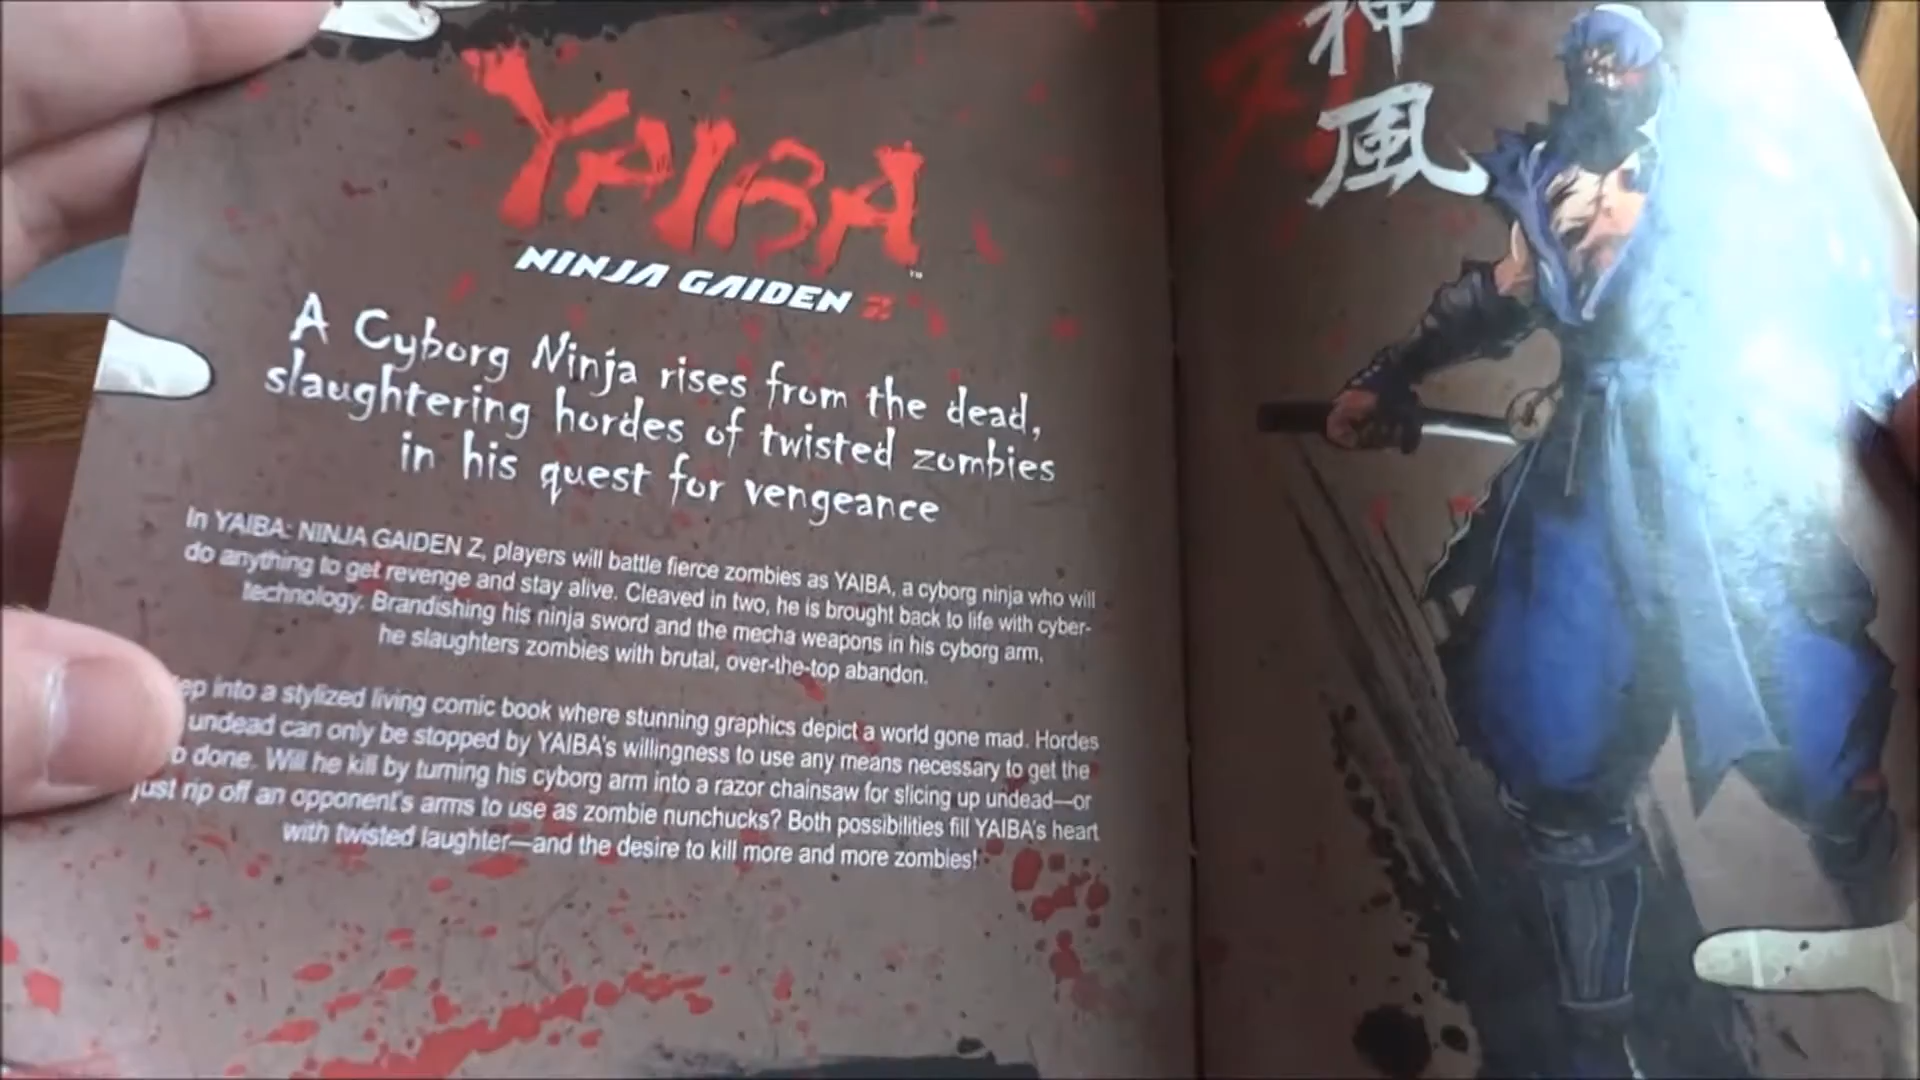 YAIBA™
NINJA GAIDEN Z
A Cyborg Ninja rises from the dead,
slaughtering hordes of twisted zombies
in his quest for vengeance
In YAIBA: NINJA GAIDEN Z, players will battle fierce zombies as YAIBA, a cyborg ninja who will
do anything to get revenge and stay alive. Cleaved in two, he is brought back to life with cyber-
technology. Brandishing his ninja sword and the mecha weapons in his cyborg arm,
he slaughters zombies with brutal, over-the-top abandon.
into a stylized living comic book where stunning graphics depict a world gone mad. Hordes
undead can only be stopped by YAIBA's willingness to use any means necessary to get the
done. Will he kill by turning his cyborg arm into a razor chainsaw for slicing up undead—or
just rip off an opponent's arms to use as zombie nunchucks? Both possibilities fill YAIBA's heart
with twisted laughter—and the desire to kill more and more zombies!
神
風